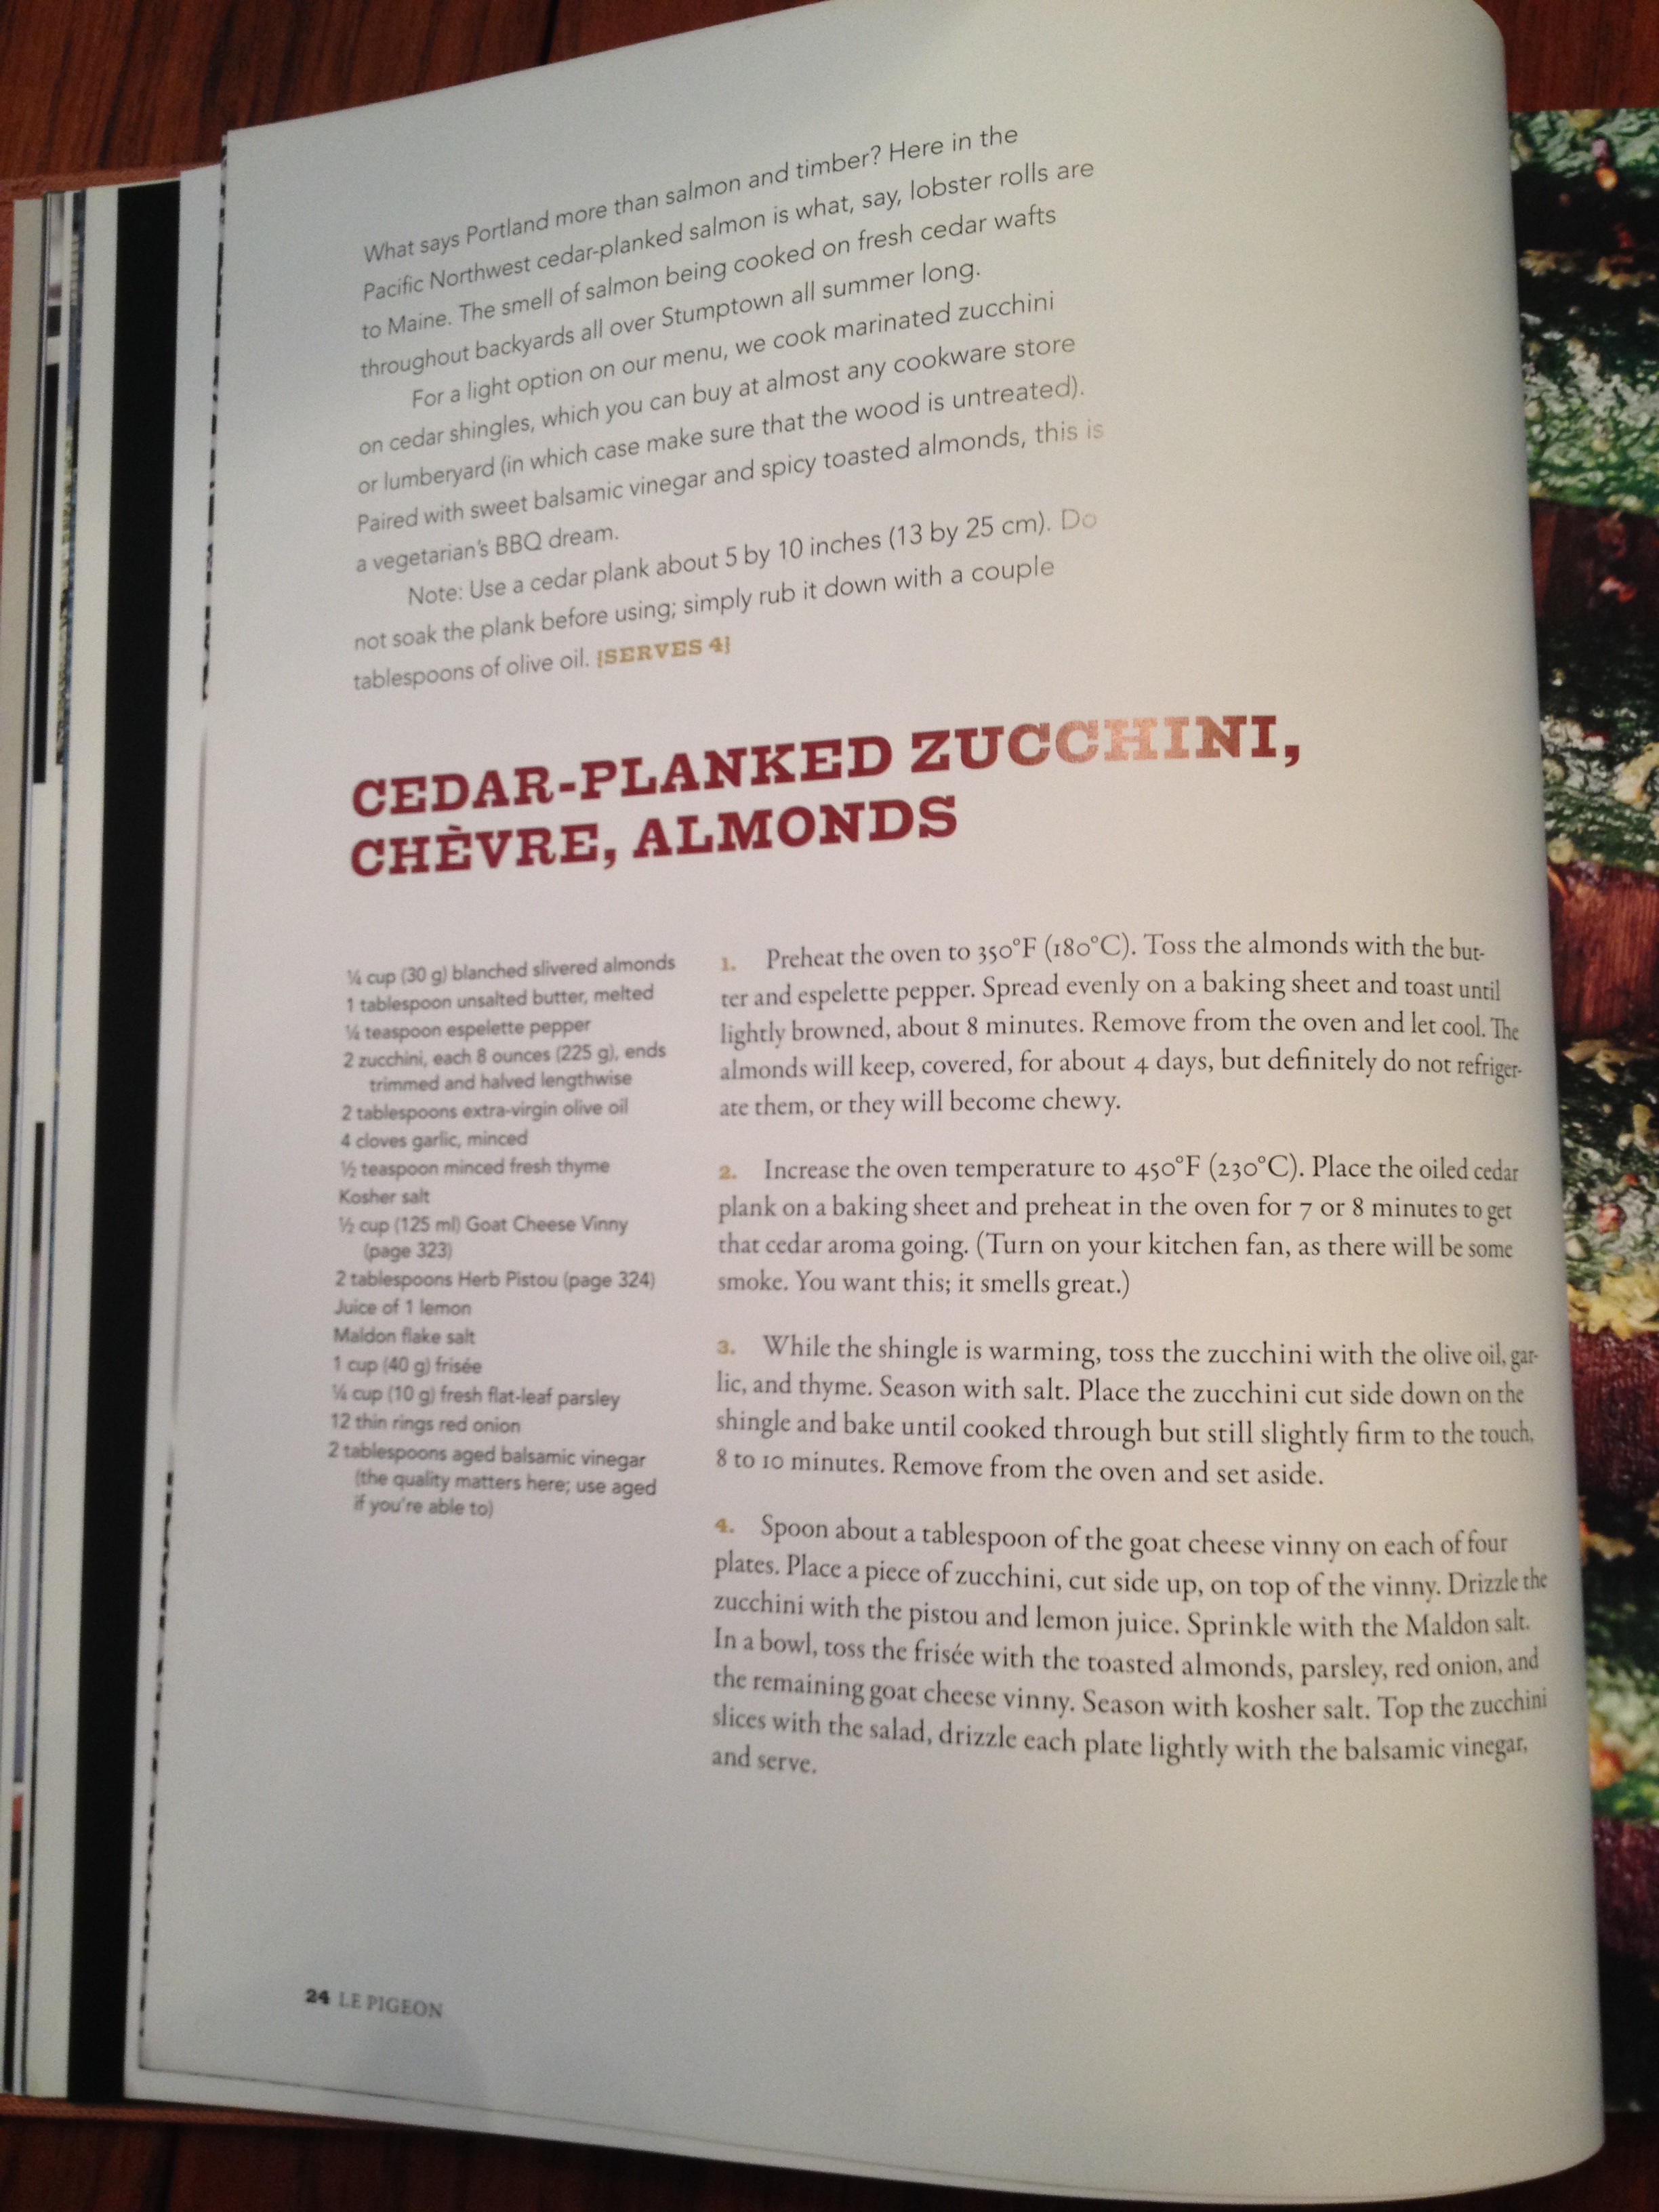 What says Portland more than salmon and timber? Here in the
Pacific Northwest cedar-planked salmon is what, say, lobster rolls are
to Maine. The smell of salmon being cooked on fresh cedar wafts
throughout backyards all over Stumptown all summer long.
For a light option on our menu, we cook marinated zucchini
on cedar shingles, which you can buy at almost any cookware store
or lumberyard (in which case make sure that the wood is untreated).
Paired with sweet balsamic vinegar and spicy toasted almonds, this is
a vegetarian's BBQ dream.
Note: Use a cedar plank about 5 by 10 inches (13 by 25 cm). Do
not soak the plank before using; simply rub it down with a couple
tablespoons of olive oil. {SERVES 4}
CEDAR-PLANKED ZUCCHINI,
CHÈVRE, ALMONDS
¼ cup (30 g) blanched slivered almonds
1 tablespoon unsalted butter, melted
¼ teaspoon espelette pepper
2 zucchini, each 8 ounces (225 g), ends
trimmed and halved lengthwise
2 tablespoons extra-virgin olive oil
4 cloves garlic, minced
½ teaspoon minced fresh thyme
Kosher salt
½ cup (125 ml) Goat Cheese Vinny
(page 323)
2 tablespoons Herb Pistou (page 324)
Juice of 1 lemon
Maldon flake salt
1 cup (40 g) frisée
¼ cup (10 g) fresh flat-leaf parsley
12 thin rings red onion
2 tablespoons aged balsamic vinegar
(the quality matters here; use aged
if you're able to)
1. Preheat the oven to 350°F (180°C). Toss the almonds with the but-
ter and espelette pepper. Spread evenly on a baking sheet and toast until
lightly browned, about 8 minutes. Remove from the oven and let cool. The
almonds will keep, covered, for about 4 days, but definitely do not refriger-
ate them, or they will become chewy.
2. Increase the oven temperature to 450°F (230°C). Place the oiled cedar
plank on a baking sheet and preheat in the oven for 7 or 8 minutes to get
that cedar aroma going. (Turn on your kitchen fan, as there will be some
smoke. You want this; it smells great.)
3. While the shingle is warming, toss the zucchini with the olive oil, gar-
lic, and thyme. Season with salt. Place the zucchini cut side down on the
shingle and bake until cooked through but still slightly firm to the touch,
8 to 10 minutes. Remove from the oven and set aside.
4. Spoon about a tablespoon of the goat cheese vinny on each of four
plates. Place a piece of zucchini, cut side up, on top of the vinny. Drizzle the
zucchini with the pistou and lemon juice. Sprinkle with the Maldon salt.
In a bowl, toss the frisée with the toasted almonds, parsley, red onion, and
the remaining goat cheese vinny. Season with kosher salt. Top the zucchini
slices with the salad, drizzle each plate lightly with the balsamic vinegar,
and serve.
24 LE PIGEON